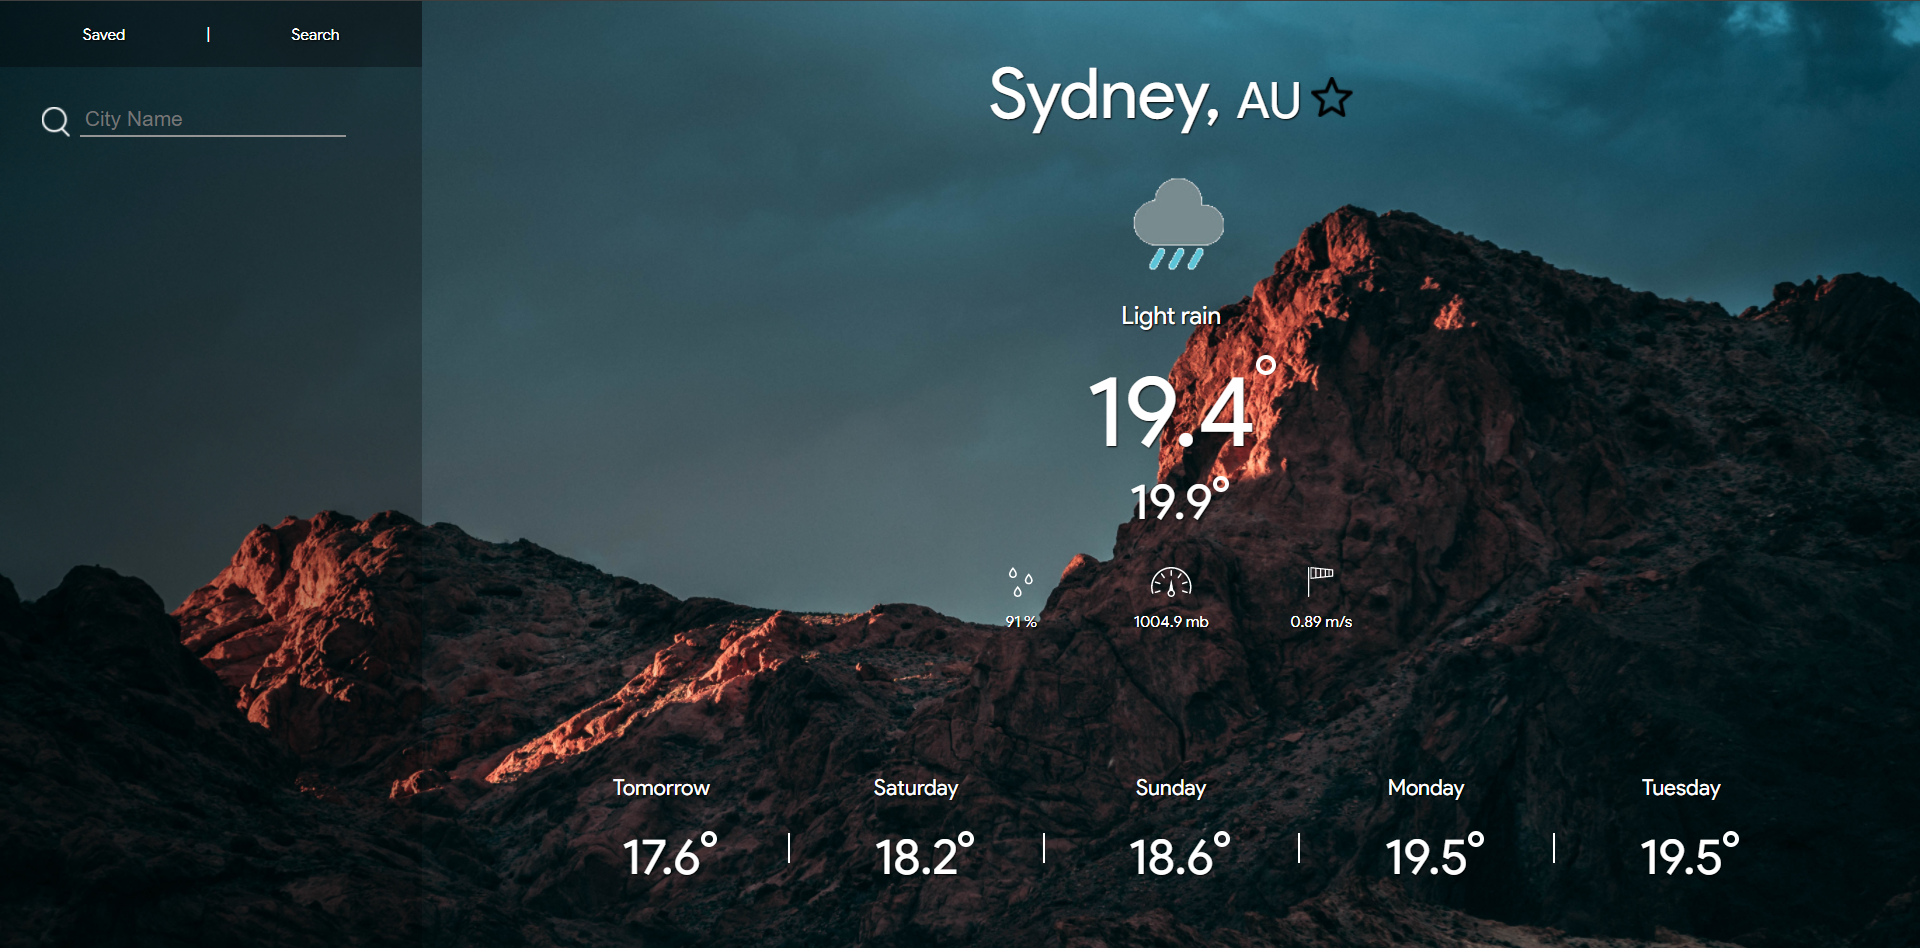 Saved | Search
City Name
Sydney, AU
Light rain
19.4°
19.9°
91 % 1004.9 mb 0.89 m/s
Tomorrow Saturday Sunday Monday Tuesday
17.6° 18.2° 18.6° 19.5° 19.5°